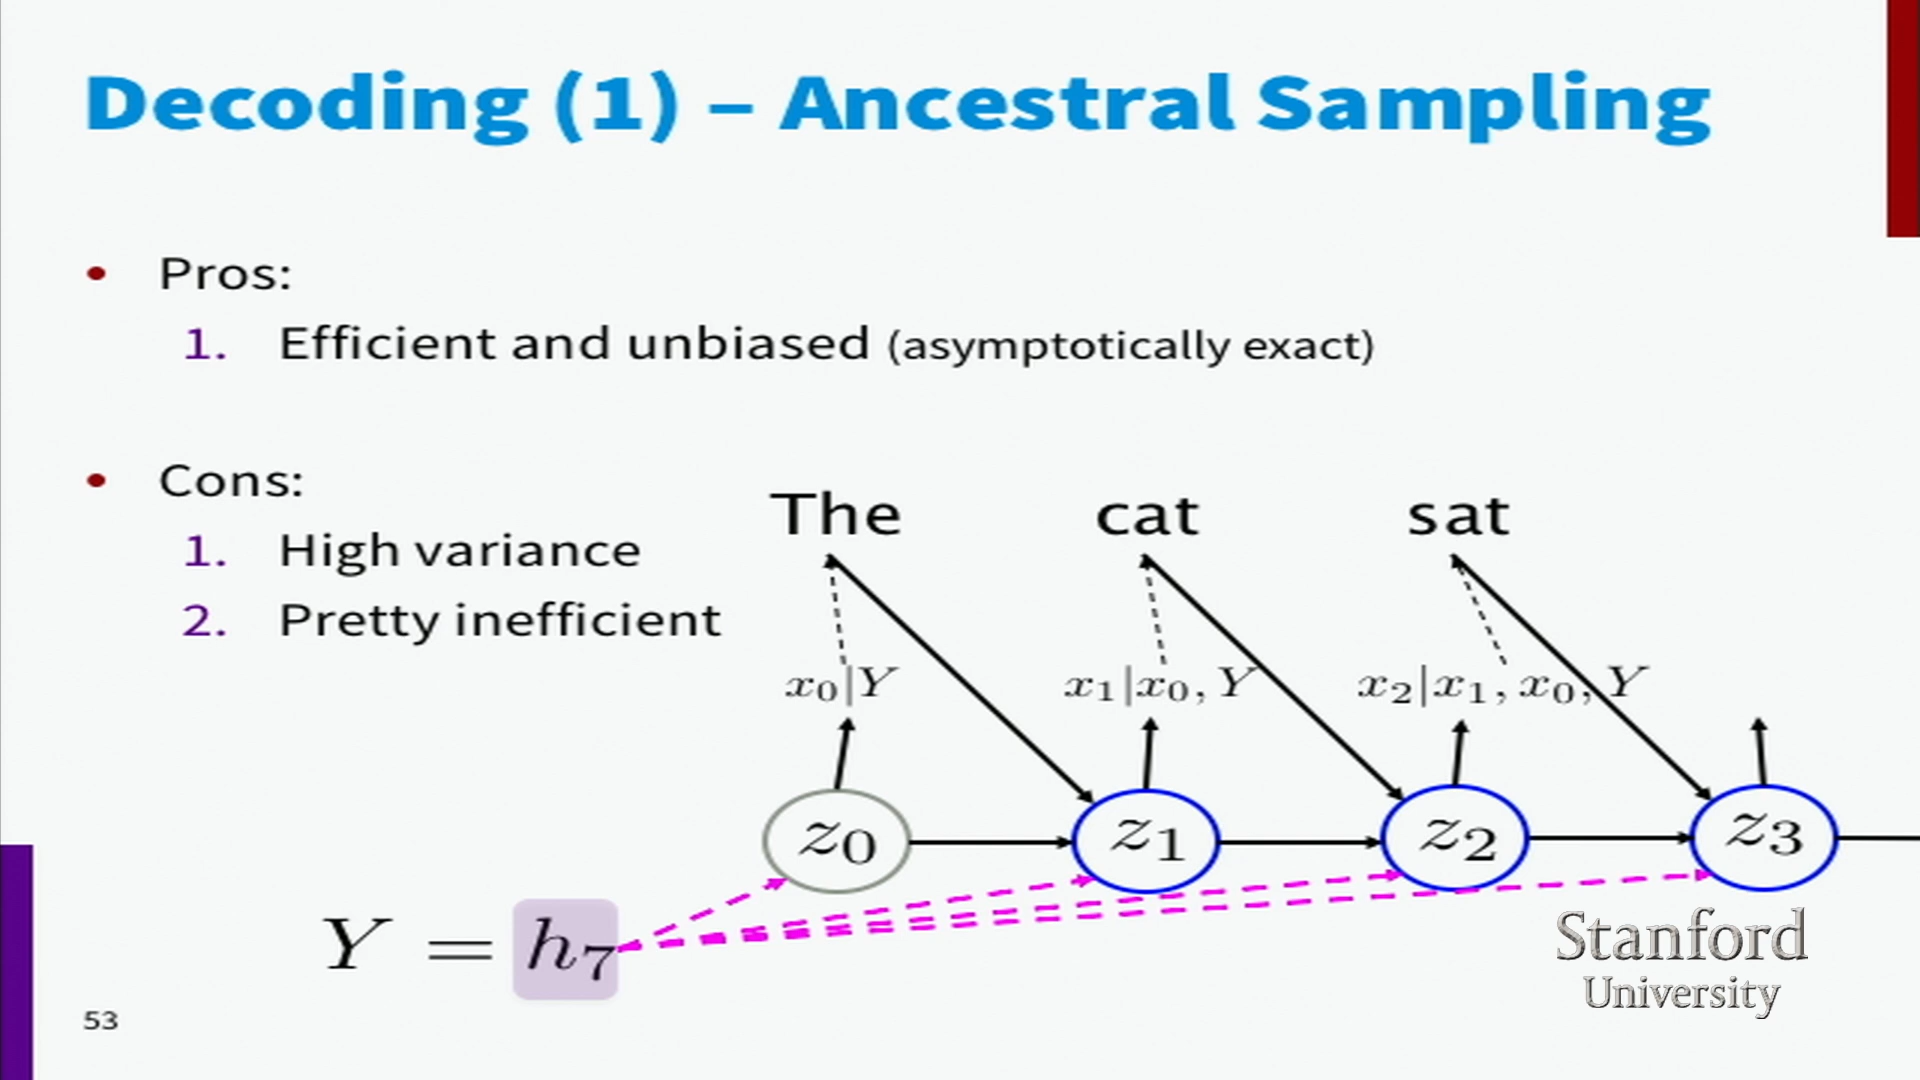 Decoding (1) – Ancestral Sampling
• Pros:
1. Efficient and unbiased (asymptotically exact)
• Cons:
1. High variance
2. Pretty inefficient
The cat sat
x₀|Y x₁|x₀, Y x₂|x₁, x₀, Y
z₀ z₁ z₂ z₃
Y = h₇
Stanford
University
53